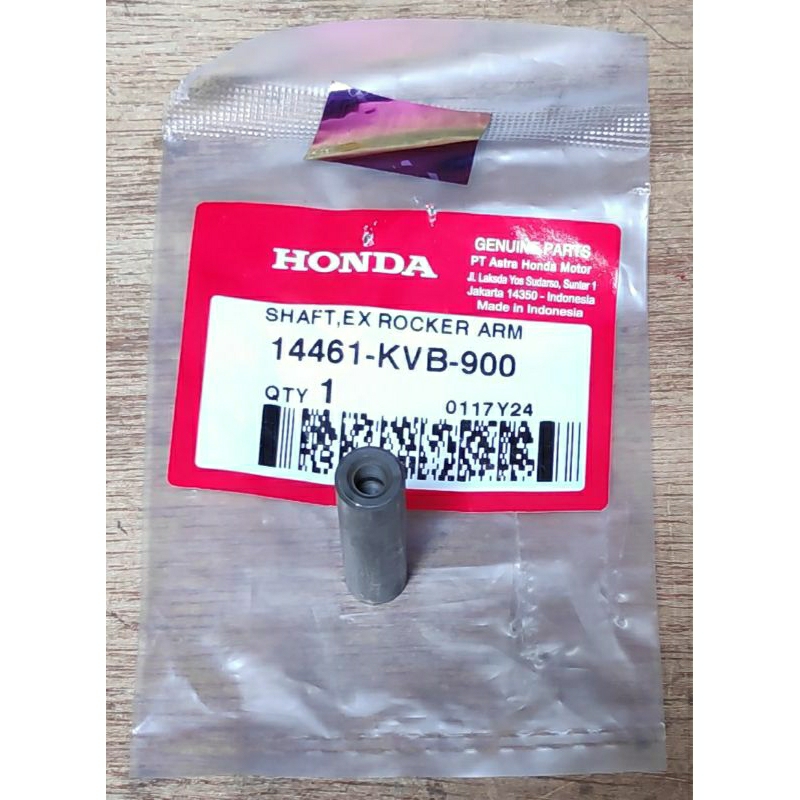 HONDA
GENUINE PARTS
PT Astra Honda Motor
Jl. Laksda Yos Sudarso, Sunter 1
Jakarta 14350 - Indonesia
Made in Indonesia
SHAFT,EX ROCKER ARM
14461-KVB-900
QTY 1
0117Y24